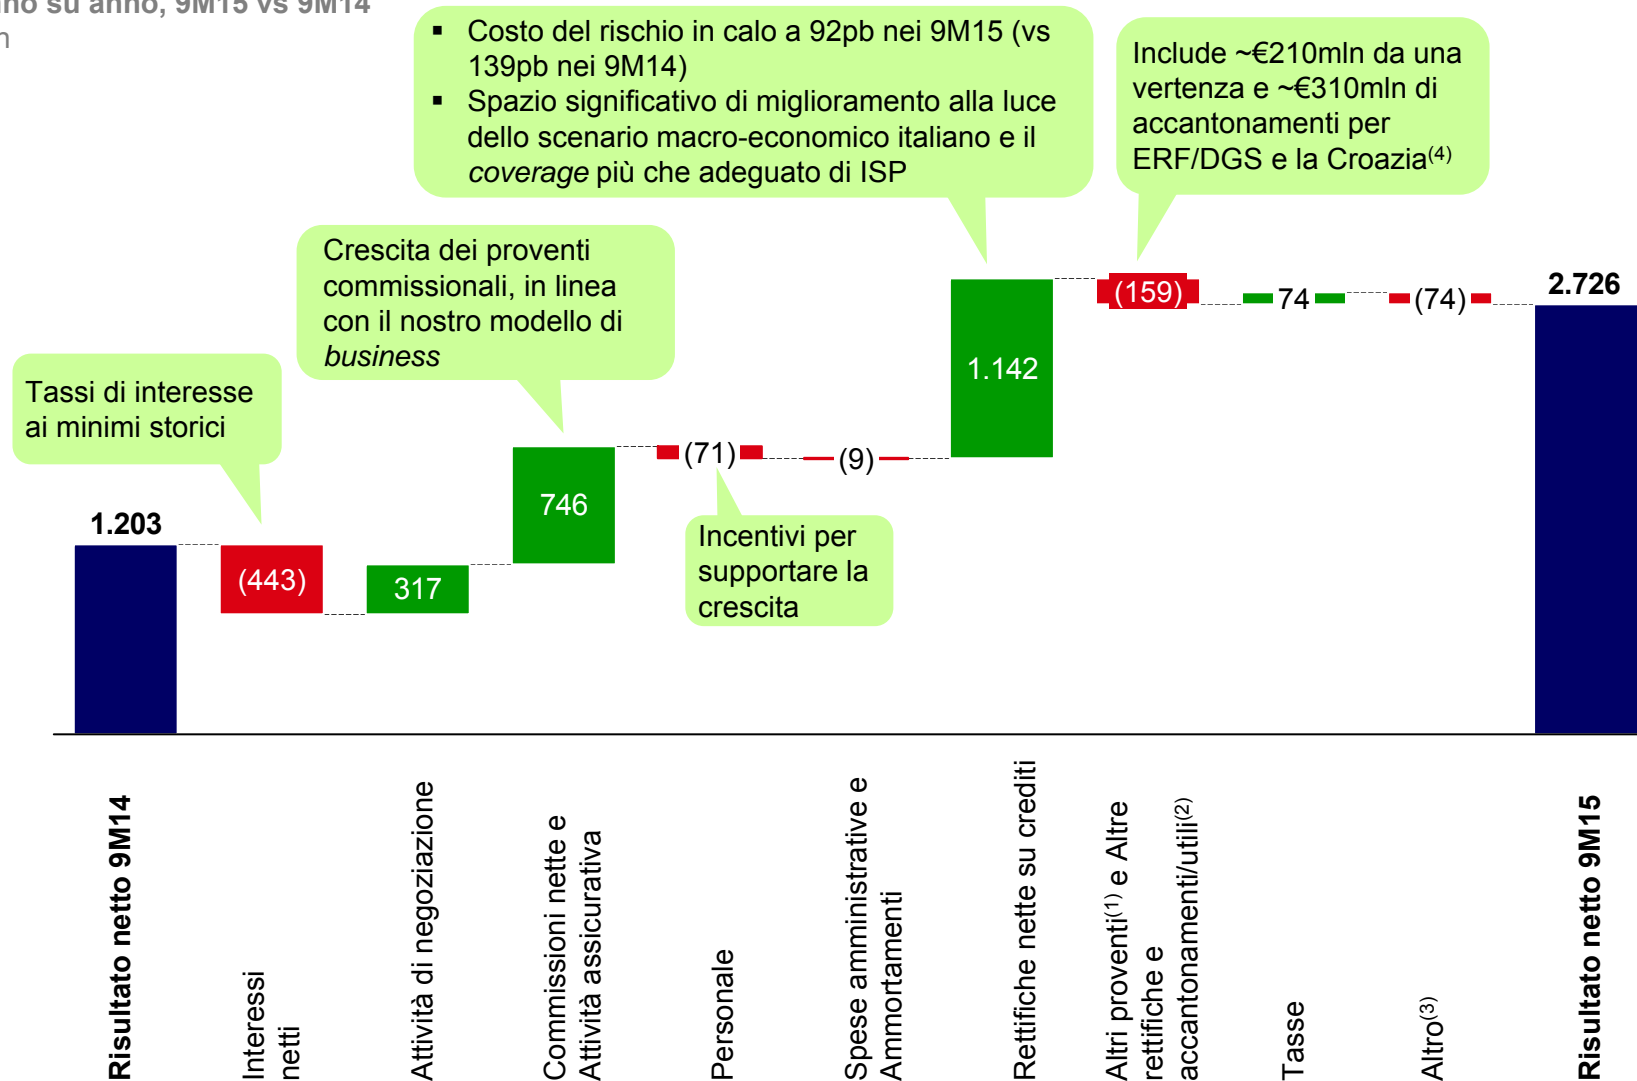 su anno, 9M15 vs 9M14
▪ Costo del rischio in calo a 92pb nei 9M15 (vs
139pb nei 9M14)
▪ Spazio significativo di miglioramento alla luce
dello scenario macro-economico italiano e il
coverage più che adeguato di ISP
Include ~€210mln da una
vertenza e ~€310mln di
accantonamenti per
ERF/DGS e la Croazia(4)
Crescita dei proventi
commissionali, in linea
con il nostro modello di
business
Tassi di interesse
ai minimi storici
Incentivi per
supportare la
crescita
1.203
(443)
317
746
(71)
(9)
1.142
(159)
74
(74)
2.726
Risultato netto 9M14
Interessi
netti
Attività di negoziazione
Commissioni nette e
Attività assicurativa
Personale
Spese amministrative e
Ammortamenti
Rettifiche nette su crediti
Altri proventi(1) e Altre
rettifiche e
accantonamenti/utili(2)
Tasse
Altro(3)
Risultato netto 9M15